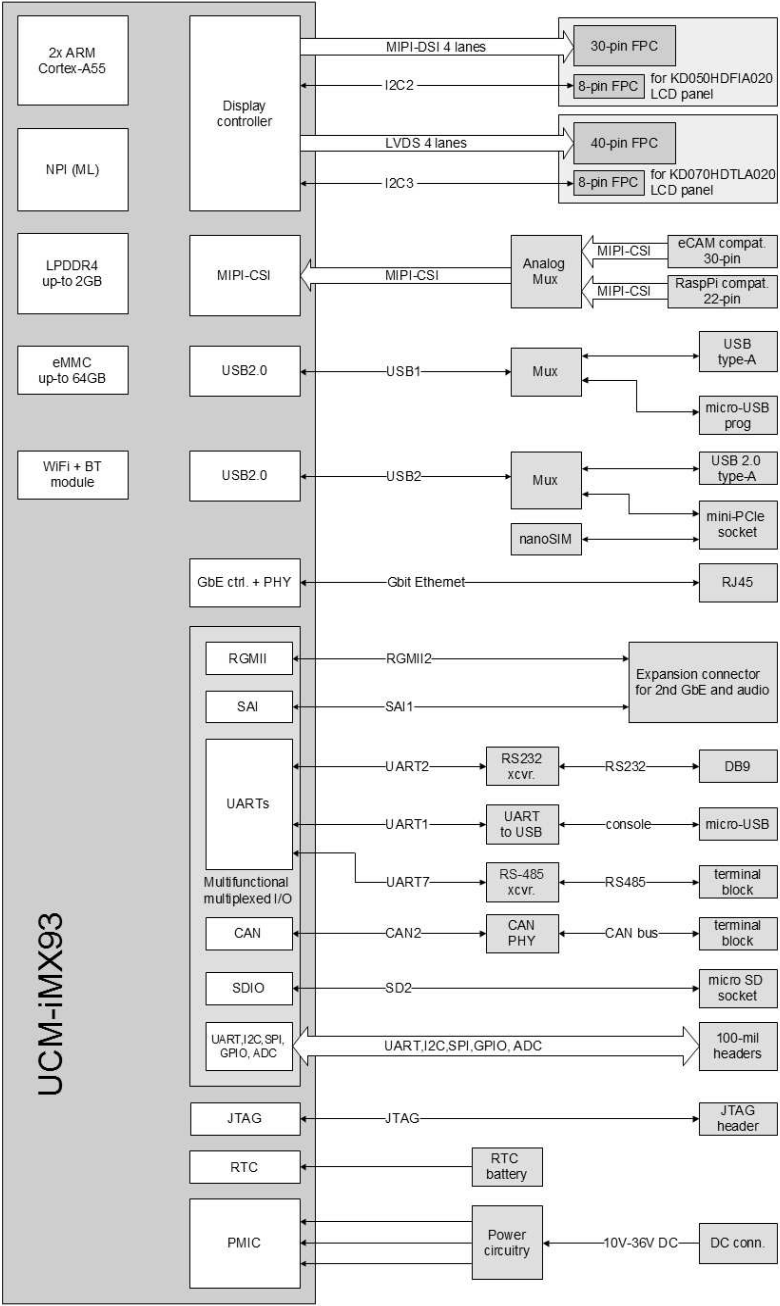 2x ARM
Cortex-A55
NPI (ML)
LPDDR4
up-to 2GB
eMMC
up-to 64GB
WiFi + BT
module
UCM-iMX93
Display
controller
MIPI-DSI 4 lanes
30-pin FPC
I2C2
8-pin FPC
for KD050HDFIA020
LCD panel
LVDS 4 lanes
40-pin FPC
I2C3
8-pin FPC
for KD070HDTLA020
LCD panel
MIPI-CSI
MIPI-CSI
Analog
Mux
MIPI-CSI
eCAM compat.
30-pin
MIPI-CSI
RaspPi compat.
22-pin
USB2.0
USB1
Mux
USB
type-A
micro-USB
prog
USB2.0
USB2
Mux
USB 2.0
type-A
mini-PCIe
socket
nanoSIM
GbE ctrl. + PHY
Gbit Ethernet
RJ45
RGMII
RGMII2
Expansion connector
for 2nd GbE and audio
SAI
SAI1
UARTs
UART2
RS232
xcvr.
RS232
DB9
UART1
UART
to USB
console
micro-USB
UART7
RS-485
xcvr.
RS485
terminal
block
Multifunctional
multiplexed I/O
CAN
CAN2
CAN
PHY
CAN bus
terminal
block
SDIO
SD2
micro SD
socket
UART,I2C,SPI,
GPIO, ADC
UART,I2C,SPI,GPIO, ADC
100-mil
headers
JTAG
JTAG
JTAG
header
RTC
RTC
battery
PMIC
Power
circuitry
10V-36V DC
DC conn.